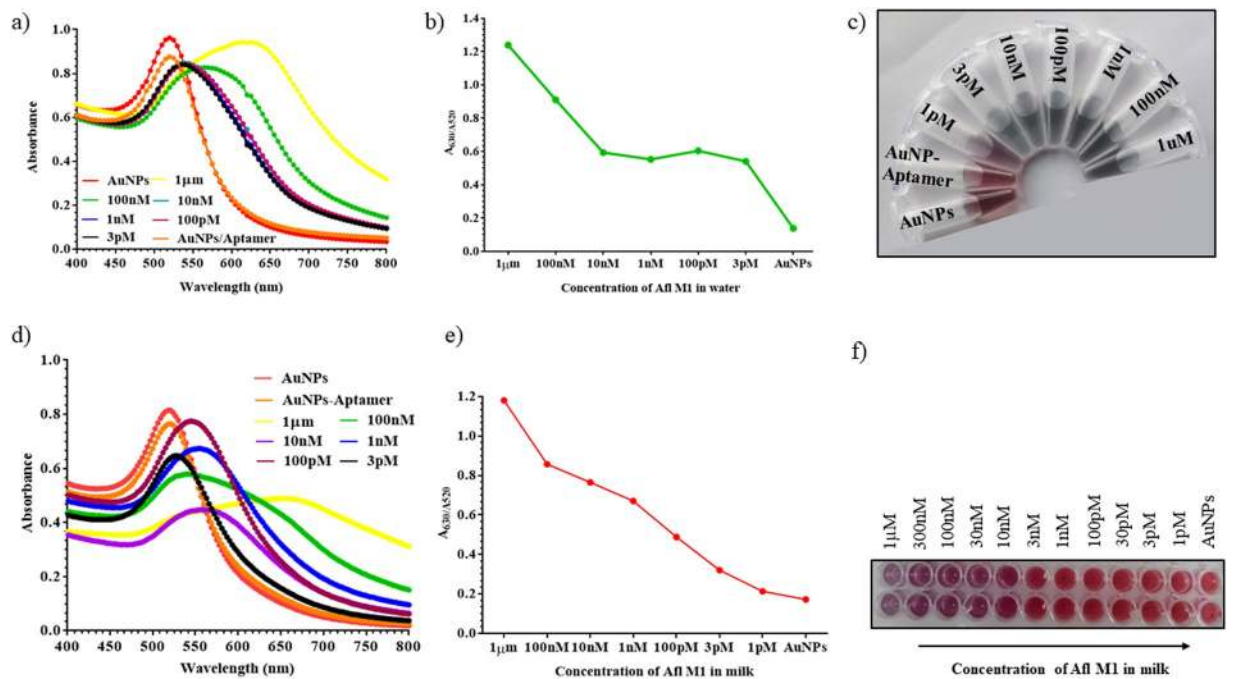 a)
1.0
0.8
0.6
0.4
0.2
0.0
Absorbance
AuNPs 1μm
100nM 10nM
1nM 100pM
3pM AuNPs/Aptamer
400 450 500 550 600 650 700 750 800
Wavelength (nm)
b)
1.4
1.2
1.0
0.8
0.6
0.4
0.2
0.0
A630/A520
1μm 100nM 10nM 1nM 100pM 3pM AuNPs
Concentration of Afl M1 in water
c)
AuNPs
AuNP-
Aptamer
1pM
3pM
10nM
100pM
1nM
100nM
1uM
d)
1.0
0.8
0.6
0.4
0.2
0.0
Absorbance
AuNPs
AuNPs-Aptamer
1μm 100nM
10nM 1nM
100pM 3pM
400 450 500 550 600 650 700 750 800
Wavelength (nm)
e)
1.2
1.0
0.8
0.6
0.4
0.2
0.0
A630/A520
1μm 100nM 10nM 1nM 100pM 3pM 1pM AuNPs
Concentration of Afl M1 in milk
f)
1μM
300nM
100nM
30nM
10nM
3nM
1nM
100pM
30pM
3pM
1pM
AuNPs
Concentration of Afl M1 in milk